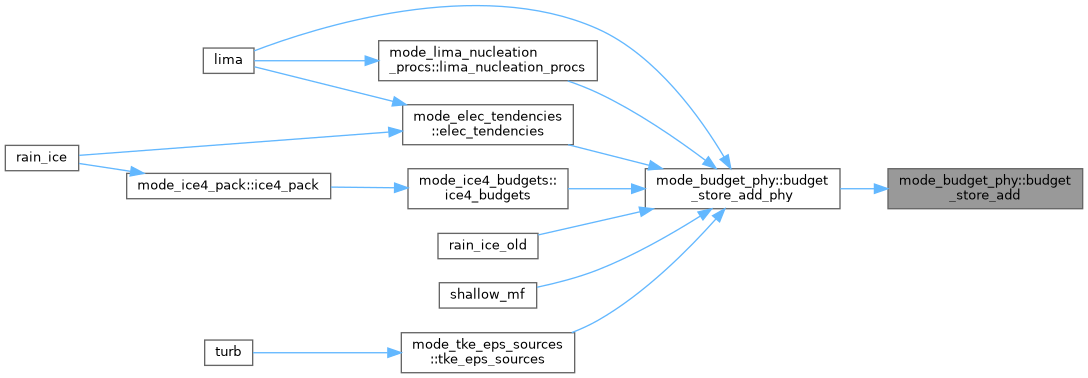 lima
mode_lima_nucleation
_procs::lima_nucleation_procs
mode_elec_tendencies
::elec_tendencies
rain_ice
mode_ice4_pack::ice4_pack
mode_ice4_budgets::
ice4_budgets
mode_budget_phy::budget
_store_add_phy
mode_budget_phy::budget
_store_add
rain_ice_old
shallow_mf
turb
mode_tke_eps_sources
::tke_eps_sources